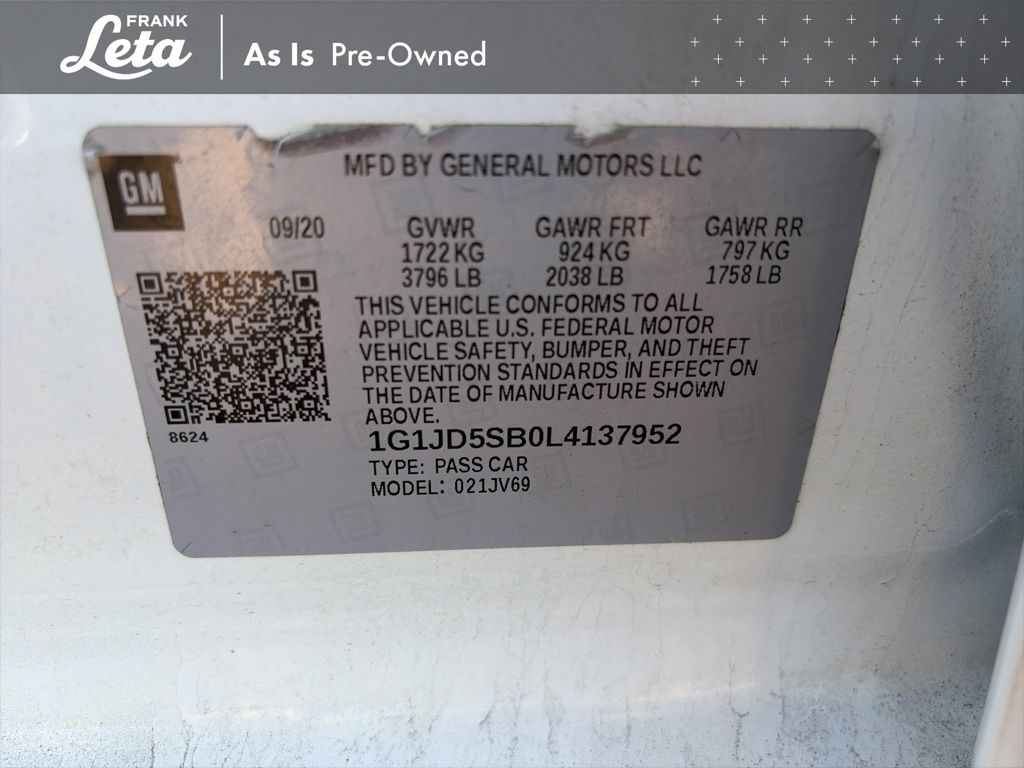 FRANK
Leta
As Is Pre-Owned
MFD BY GENERAL MOTORS LLC
GM
09/20 GVWR GAWR FRT GAWR RR
1722 KG 924 KG 797 KG
3796 LB 2038 LB 1758 LB
THIS VEHICLE CONFORMS TO ALL
APPLICABLE U.S. FEDERAL MOTOR
VEHICLE SAFETY, BUMPER, AND THEFT
PREVENTION STANDARDS IN EFFECT ON
THE DATE OF MANUFACTURE SHOWN
ABOVE.
8624
1G1JD5SB0L4137952
TYPE: PASS CAR
MODEL: 021JV69